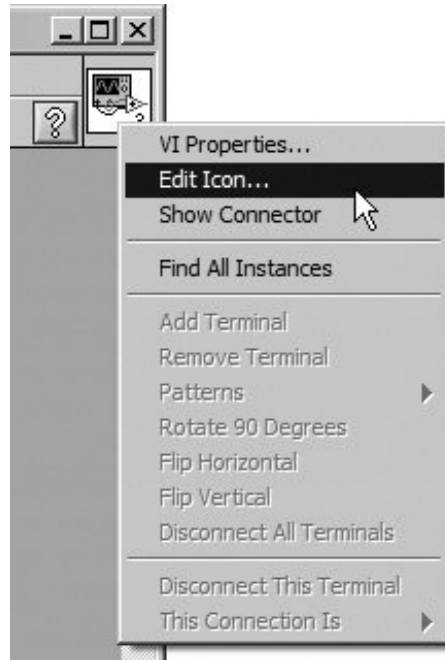 ?
2
VI Properties...
Edit Icon...
Show Connector
Find All Instances
Add Terminal
Remove Terminal
Patterns
Rotate 90 Degrees
Flip Horizontal
Flip Vertical
Disconnect All Terminals
Disconnect This Terminal
This Connection Is